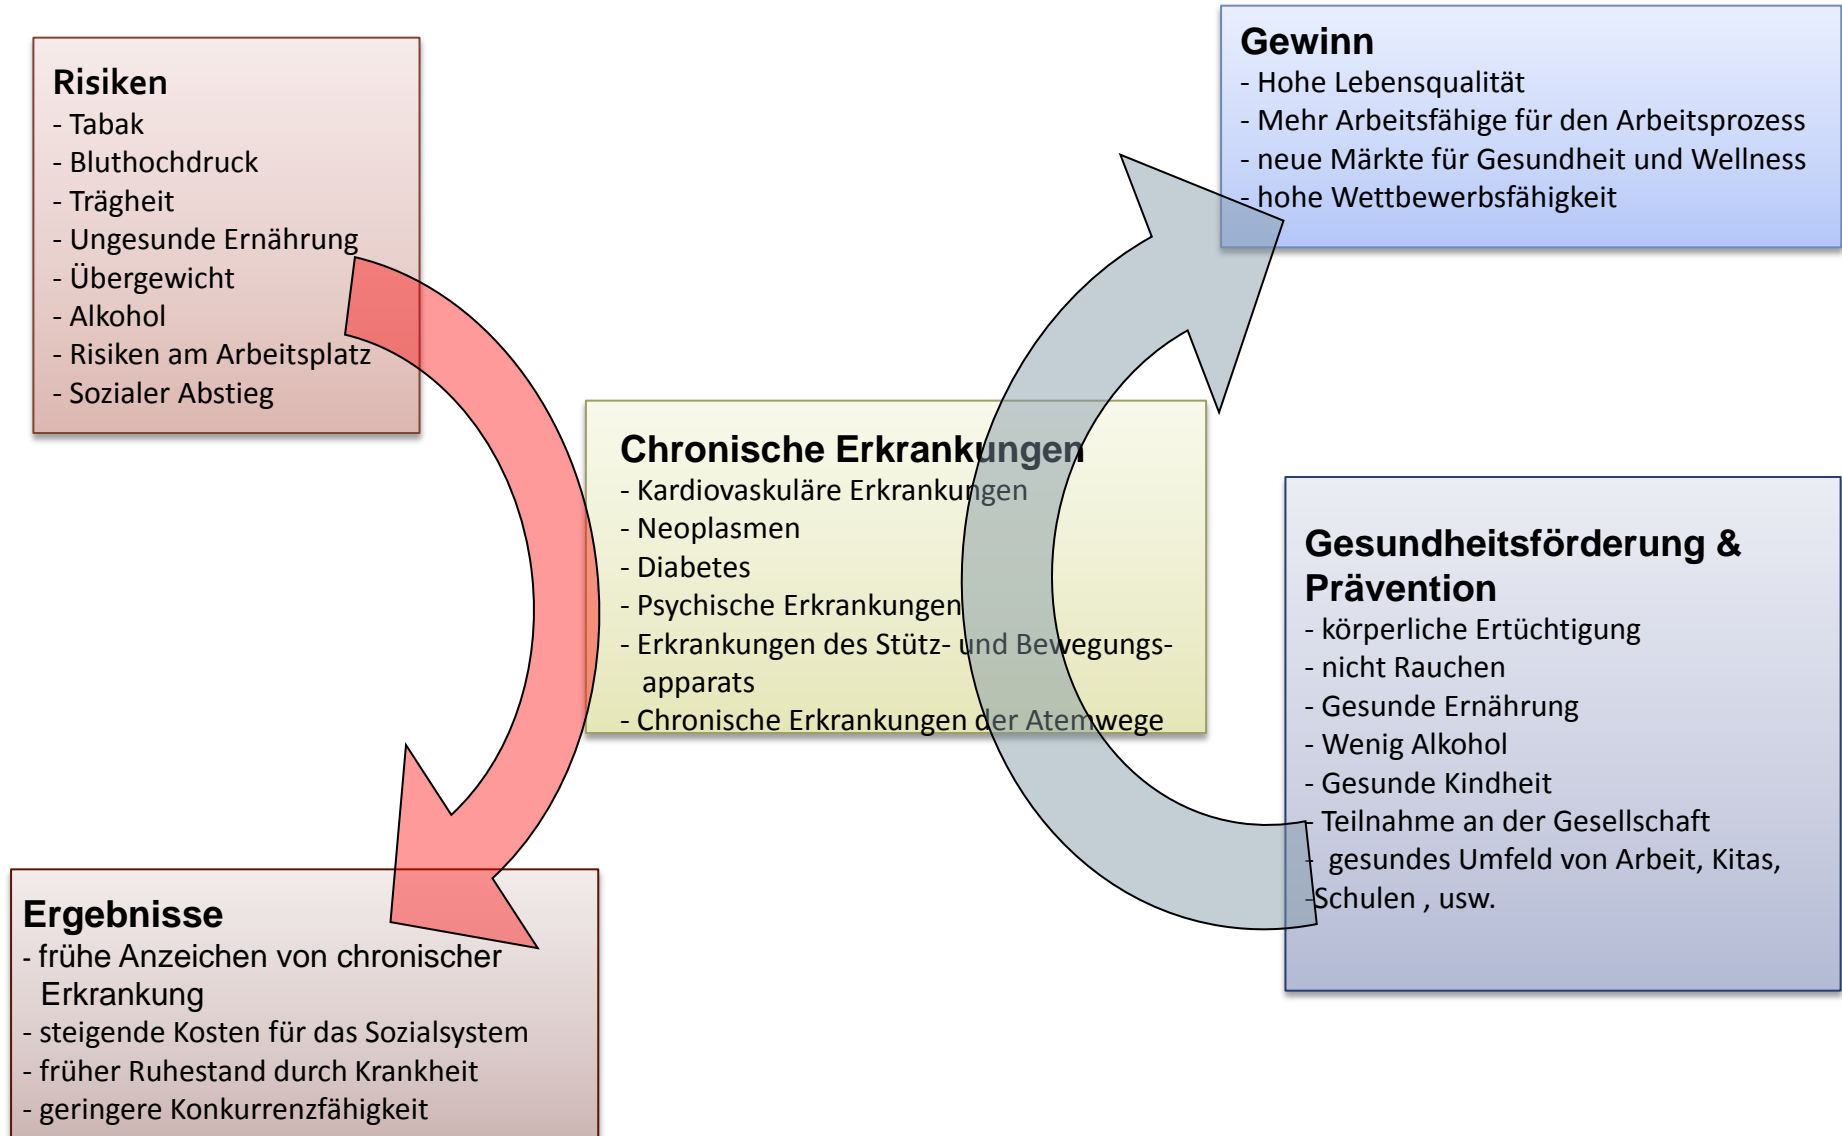 Risiken
- Tabak
- Bluthochdruck
- Trägheit
- Ungesunde Ernährung
- Übergewicht
- Alkohol
- Risiken am Arbeitsplatz
- Sozialer Abstieg
Gewinn
- Hohe Lebensqualität
- Mehr Arbeitsfähige für den Arbeitsprozess
- neue Märkte für Gesundheit und Wellness
- hohe Wettbewerbsfähigkeit
Chronische Erkrankungen
- Kardiovaskuläre Erkrankungen
- Neoplasmen
- Diabetes
- Psychische Erkrankungen
- Erkrankungen des Stütz- und Bewegungs-
apparats
- Chronische Erkrankungen der Atemwege
Gesundheitsförderung &
Prävention
- körperliche Ertüchtigung
- nicht Rauchen
- Gesunde Ernährung
- Wenig Alkohol
- Gesunde Kindheit
- Teilnahme an der Gesellschaft
- gesundes Umfeld von Arbeit, Kitas,
-Schulen , usw.
Ergebnisse
- frühe Anzeichen von chronischer
Erkrankung
- steigende Kosten für das Sozialsystem
- früher Ruhestand durch Krankheit
- geringere Konkurrenzfähigkeit